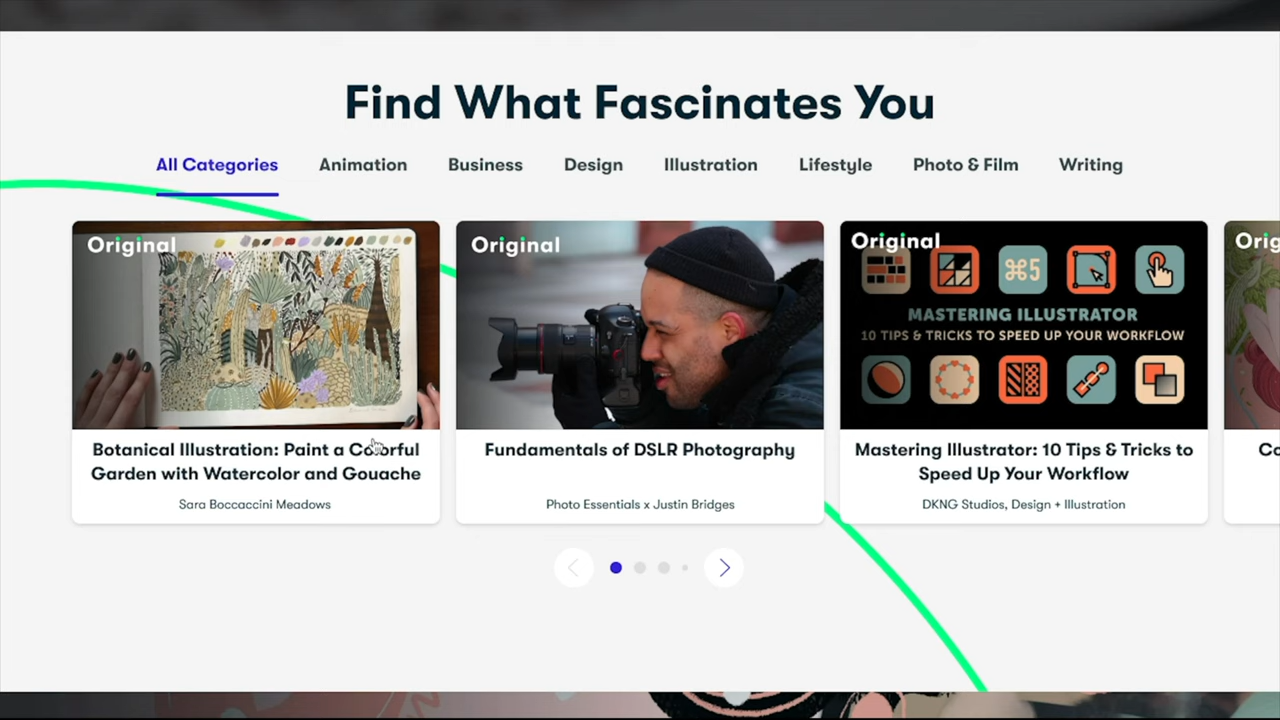 Find What Fascinates You
All Categories Animation Business Design Illustration Lifestyle Photo & Film Writing
Original
Botanical Illustration: Paint a Colorful
Garden with Watercolor and Gouache
Sara Boccaccini Meadows
Original
Fundamentals of DSLR Photography
Photo Essentials x Justin Bridges
Original
⌘5
MASTERING ILLUSTRATOR
10 TIPS & TRICKS TO SPEED UP YOUR WORKFLOW
Mastering Illustrator: 10 Tips & Tricks to
Speed Up Your Workflow
DKNG Studios, Design + Illustration